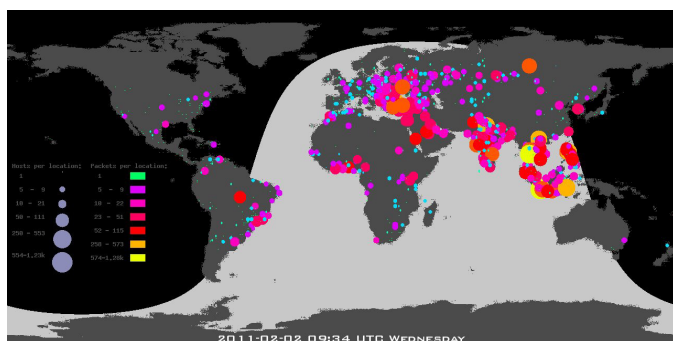 Hosts per location: Packets per location:
1 1
5 - 9 5 - 9
10 - 21 10 - 22
50 - 111 23 - 51
250 - 553 52 - 115
554-1.23k 250 - 573
574-1.28k
2011-02-02 09:34 UTC Wednesday